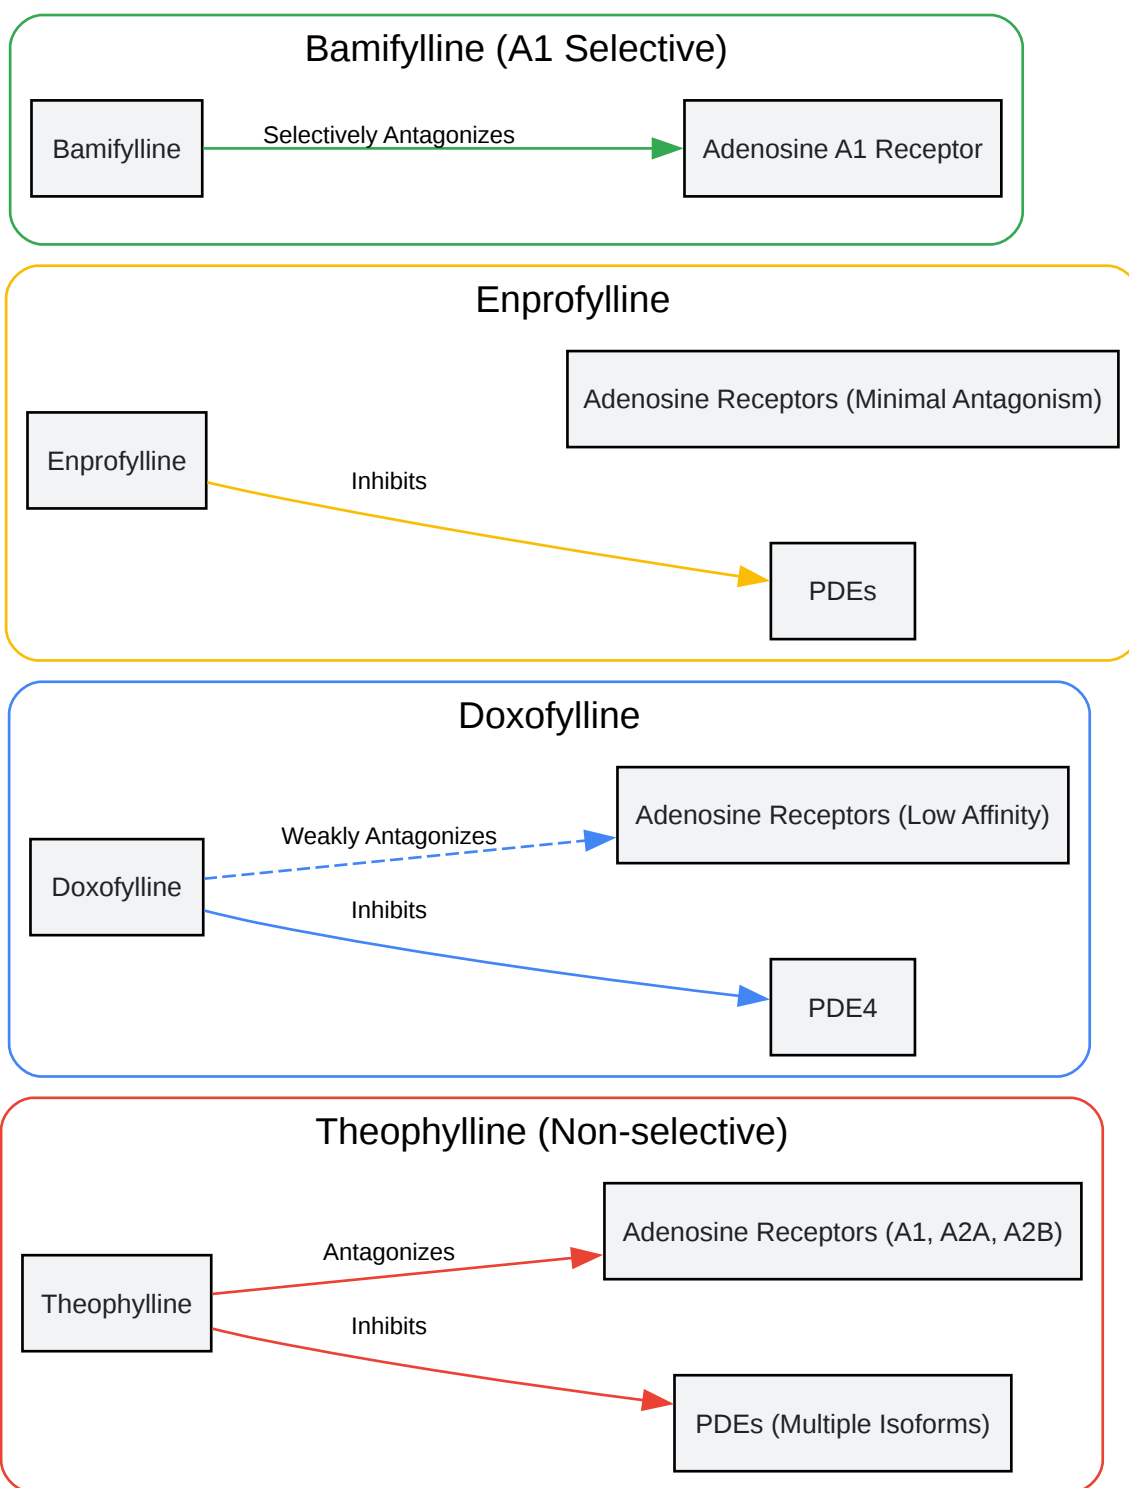 Bamifylline (A1 Selective)
Bamifylline
Selectively Antagonizes
Adenosine A1 Receptor
Enprofylline
Adenosine Receptors (Minimal Antagonism)
Enprofylline
Inhibits
PDEs
Doxofylline
Adenosine Receptors (Low Affinity)
Weakly Antagonizes
Doxofylline
Inhibits
PDE4
Theophylline (Non-selective)
Adenosine Receptors (A1, A2A, A2B)
Antagonizes
Theophylline
Inhibits
PDEs (Multiple Isoforms)